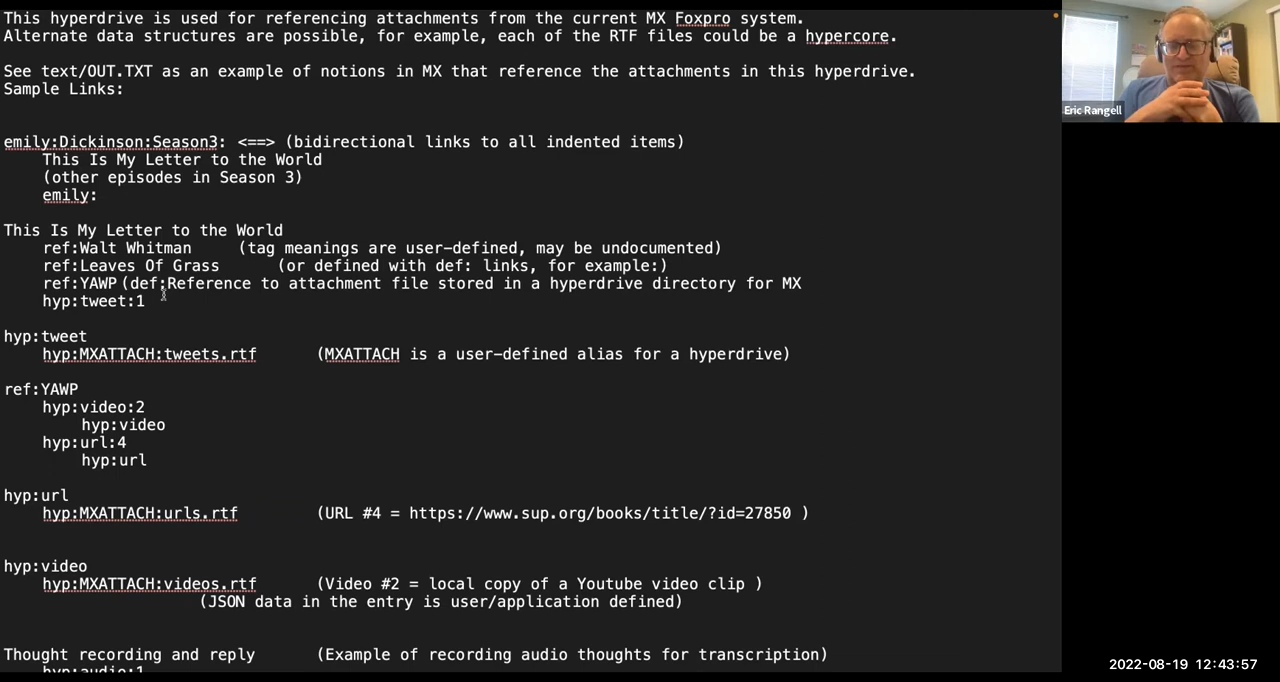 This hyperdrive is used for referencing attachments from the current MX Foxpro system.
Alternate data structures are possible, for example, each of the RTF files could be a hypercore.
See text/OUT.TXT as an example of notions in MX that reference the attachments in this hyperdrive.
Sample Links:
emily:Dickinson:Season3: <==> (bidirectional links to all indented items)
This Is My Letter to the World
(other episodes in Season 3)
emily:
This Is My Letter to the World
ref:Walt Whitman (tag meanings are user-defined, may be undocumented)
ref:Leaves Of Grass (or defined with def: links, for example:)
ref:YAWP (def:Reference to attachment file stored in a hyperdrive directory for MX
hyp:tweet:1
hyp:tweet
hyp:MXATTACH:tweets.rtf (MXATTACH is a user-defined alias for a hyperdrive)
ref:YAWP
hyp:video:2
hyp:video
hyp:url:4
hyp:url
hyp:url
hyp:MXATTACH:urls.rtf (URL #4 = https://www.sup.org/books/title/?id=27850 )
hyp:video
hyp:MXATTACH:videos.rtf (Video #2 = local copy of a Youtube video clip )
(JSON data in the entry is user/application defined)
Thought recording and reply (Example of recording audio thoughts for transcription)
hyp:audio:1
Eric Rangell
2022-08-19 12:43:57